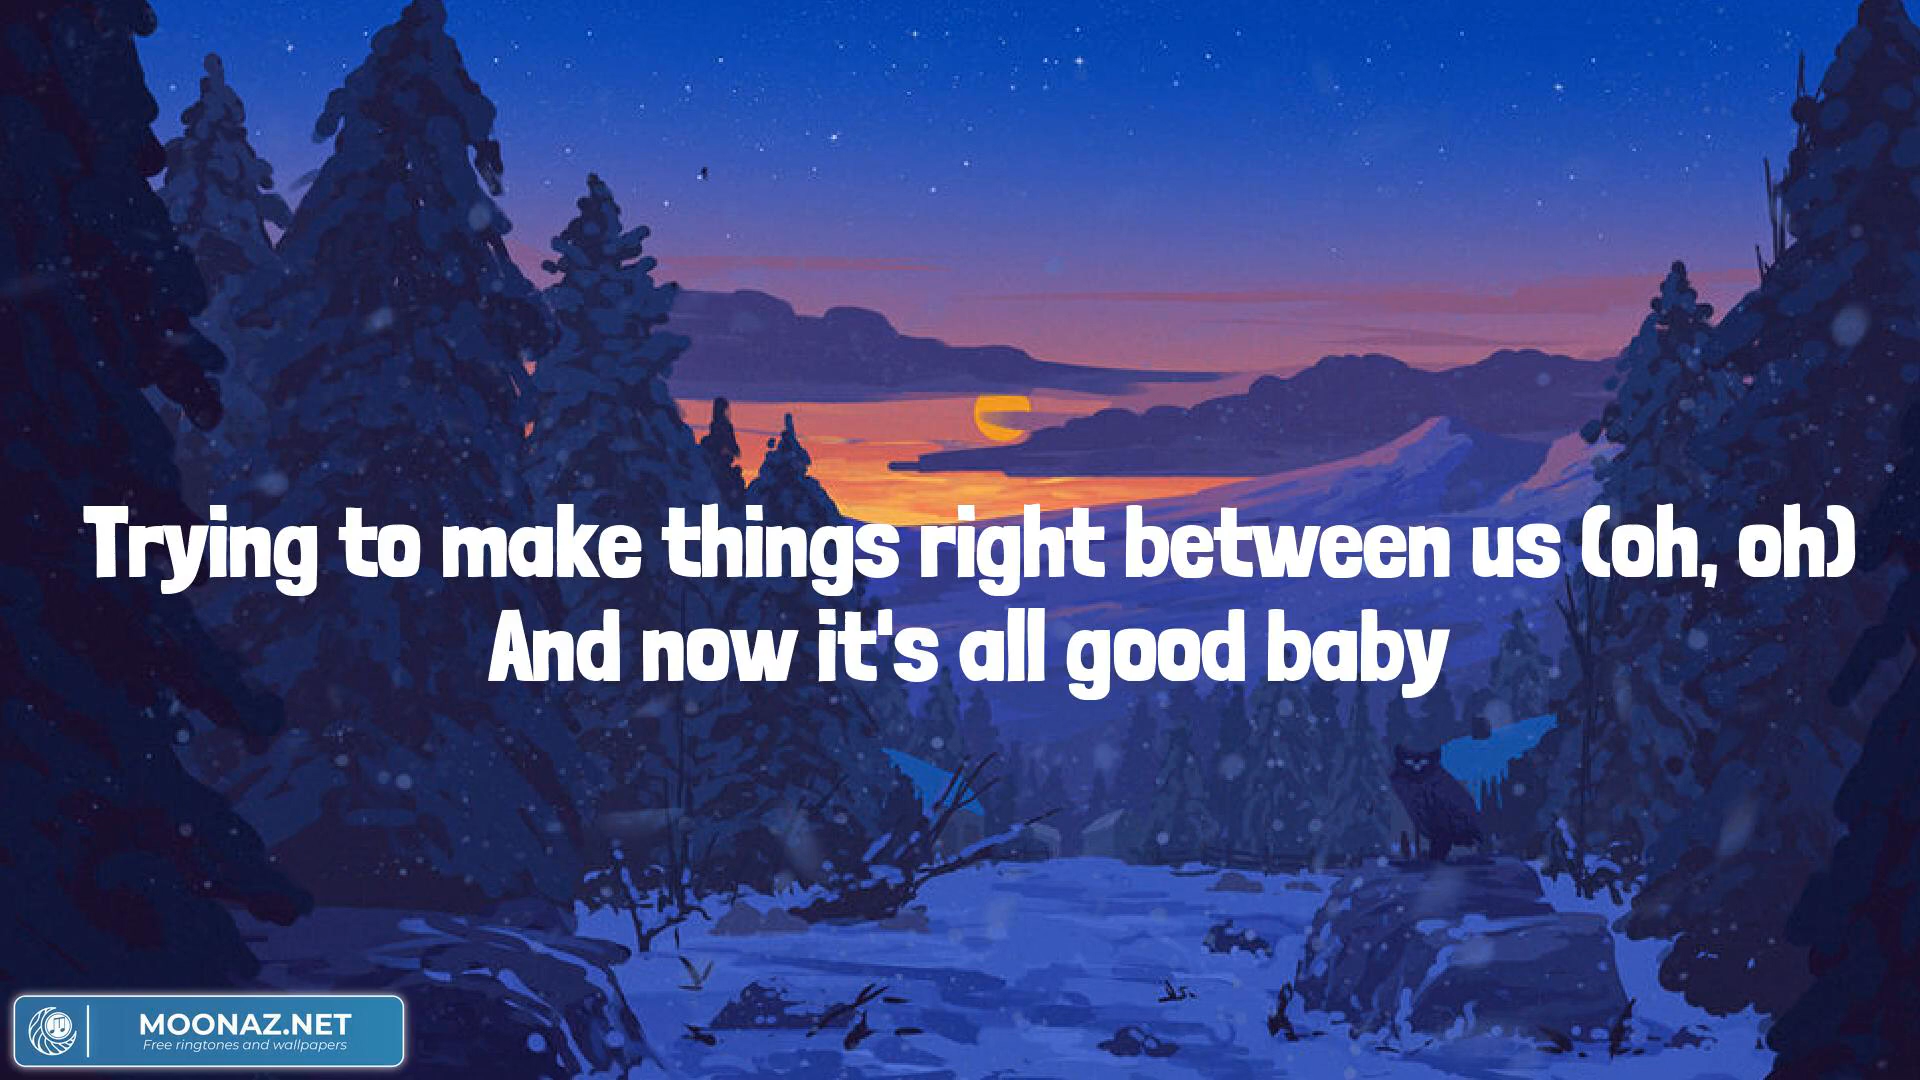 Trying to make things right between us (oh, oh)
And now it's all good baby
MOONAZ.NET
Free ringtones and wallpapers